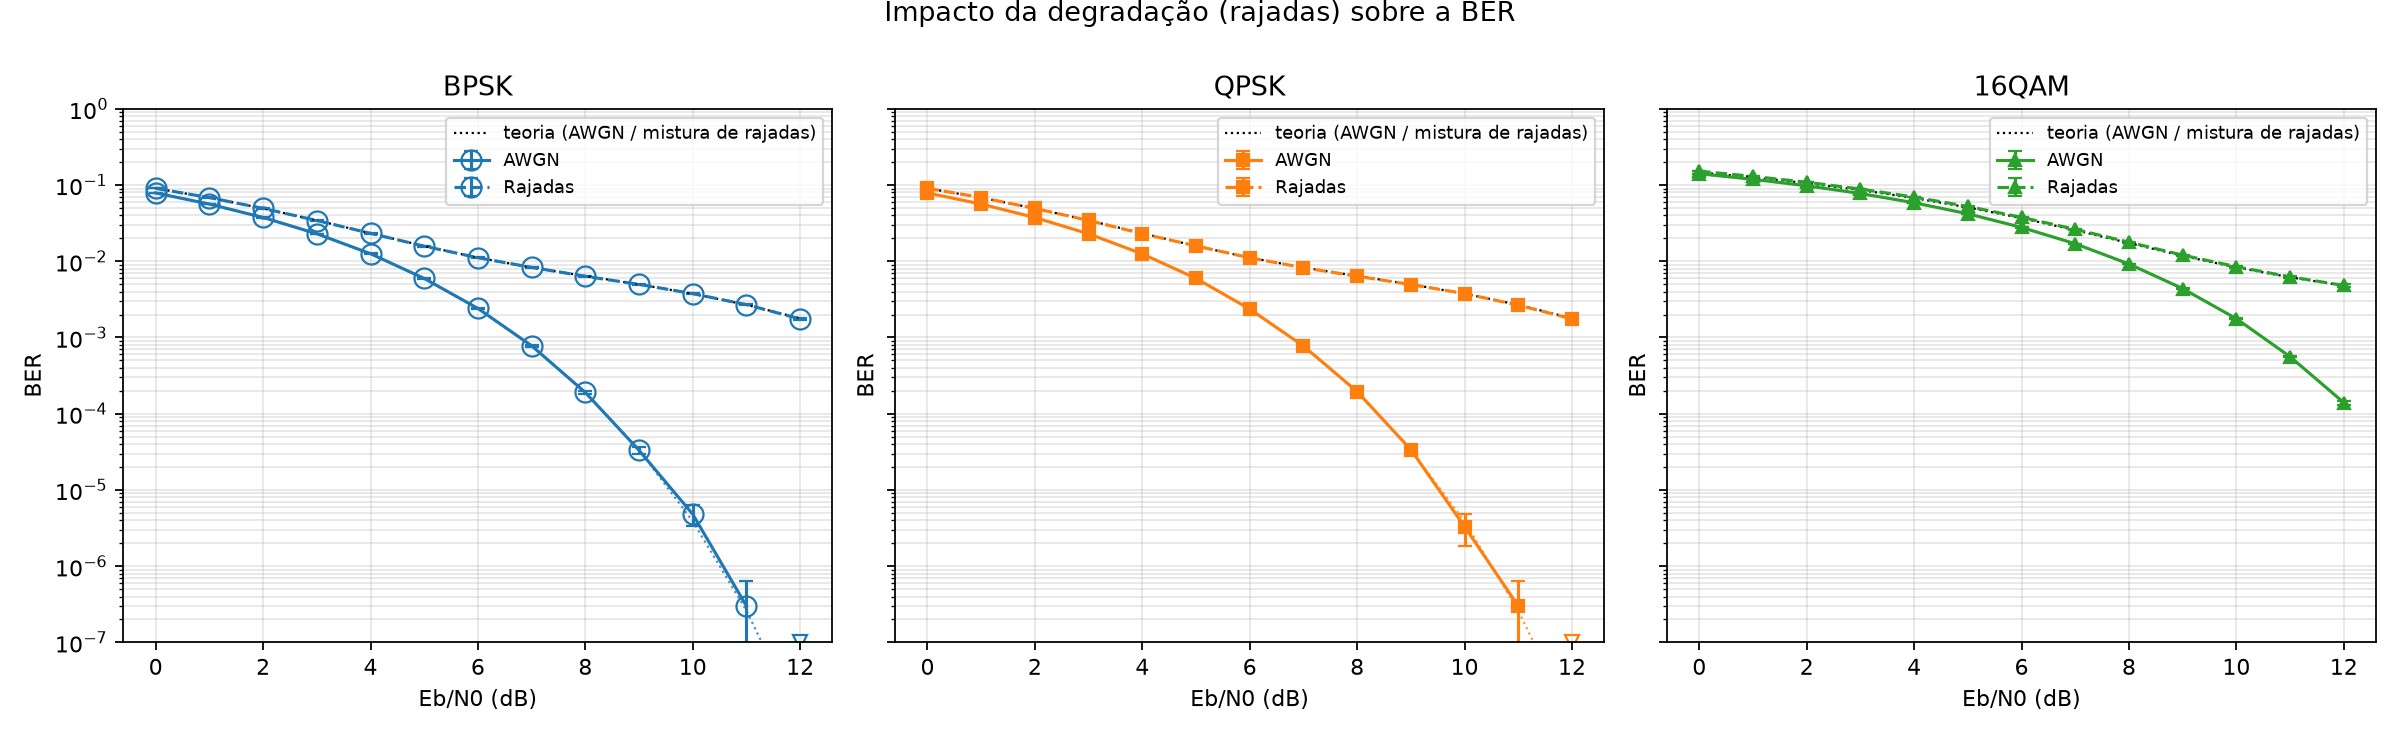 Impacto da degradação (rajadas) sobre a BER
BPSK
QPSK
16QAM
10^0
10^-1
10^-2
10^-3
10^-4
10^-5
10^-6
10^-7
BER
teoria (AWGN / mistura de rajadas)
AWGN
Rajadas
0 2 4 6 8 10 12
Eb/N0 (dB)
BER
teoria (AWGN / mistura de rajadas)
AWGN
Rajadas
0 2 4 6 8 10 12
Eb/N0 (dB)
BER
teoria (AWGN / mistura de rajadas)
AWGN
Rajadas
0 2 4 6 8 10 12
Eb/N0 (dB)